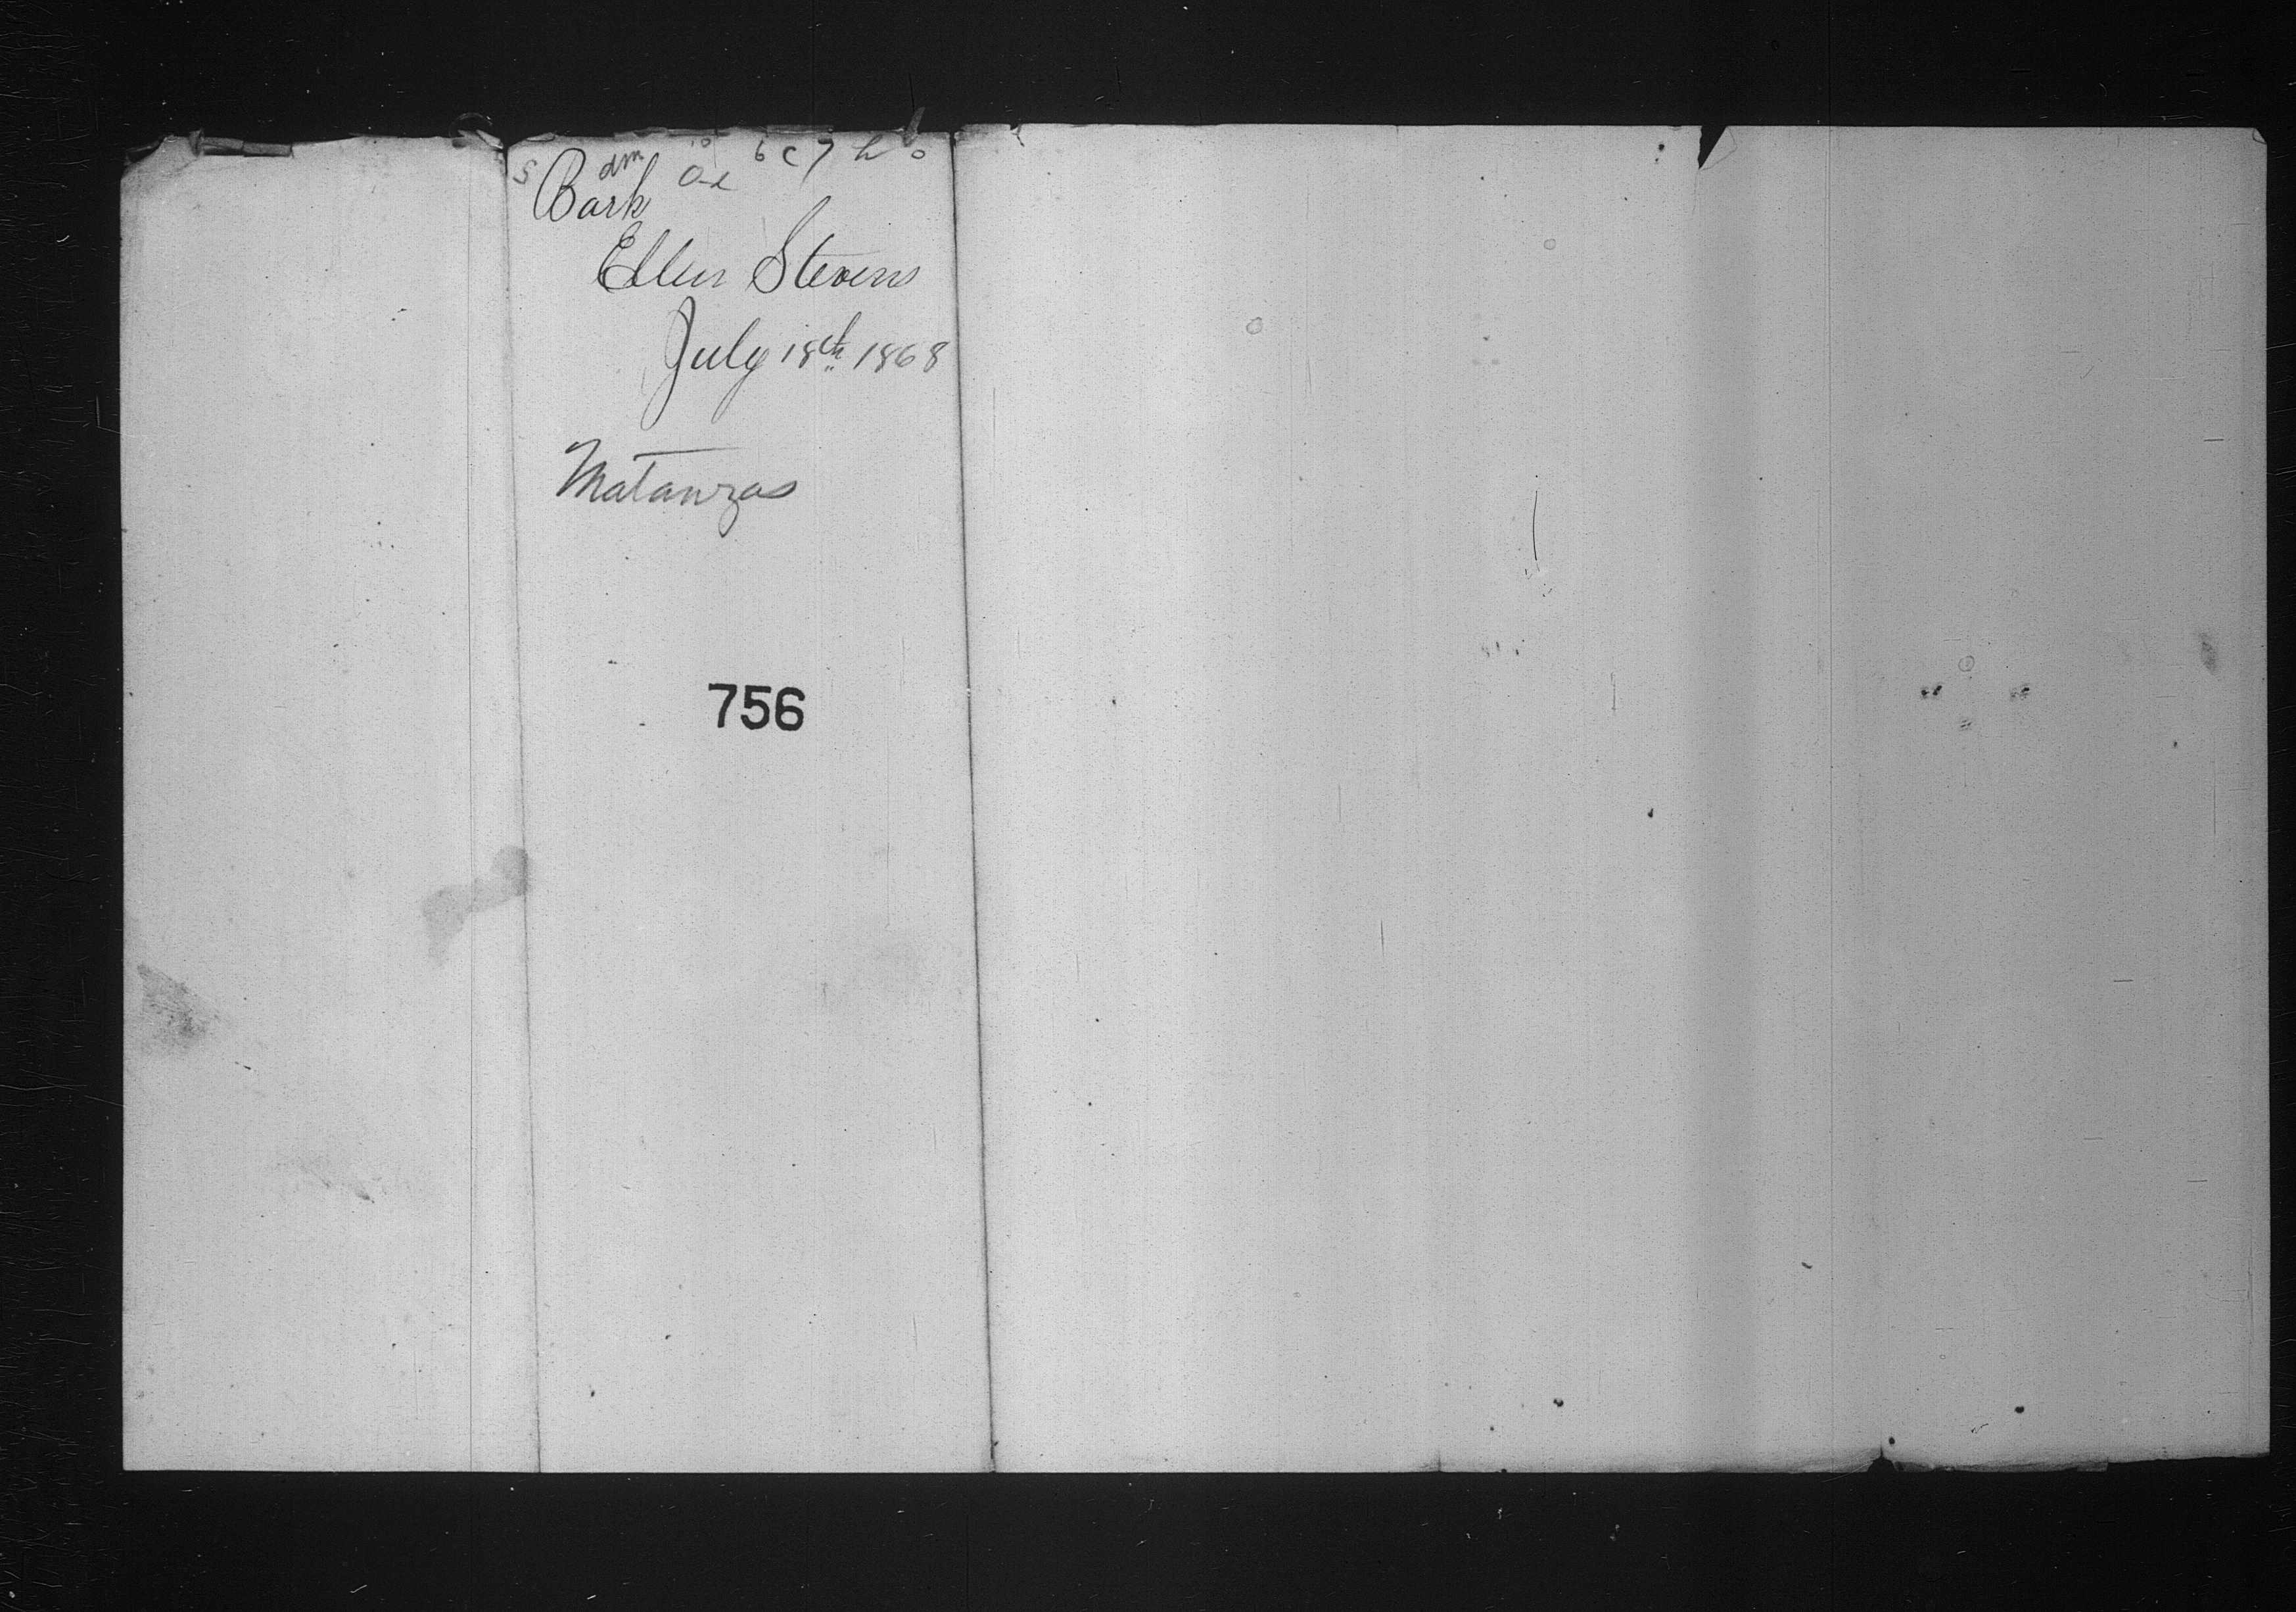 Bark
Ellen Stevens
July 18th 1868
Matanzas
756